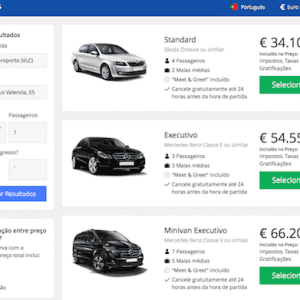 S
Português
€ Euro
sultados
ida
eroporto (VLC)
us Valencia, ES
Passageiros
1
gresso?
-
ar Resultados
ação entre preço
?
rva com a
preço total inclui:
Standard
Skoda Octavia ou similar
4 Passageiros
2 Malas médias
"Meet & Greet" incluído
Cancele gratuitamente até 24
horas antes da hora de partida
€ 34.10
Incluído no Preço:
Impostos, Taxas
Gratificações
Selecion
Executivo
Mercedes Benz Classe E ou similar
3 Passageiros
3 Malas médias
"Meet & Greet" incluído
Cancele gratuitamente até 24
horas antes da hora de partida
€ 54.55
Incluído no Preço:
Impostos, Taxas
Gratificações
Selecion
Minivan Executivo
Mercedes Benz Classe V ou similar
7 Passageiros
5 Malas médias
"Meet & Greet" incluído
Cancele gratuitamente até 24
horas antes da hora de partida
€ 66.20
Incluído no Preço:
Impostos, Taxas
Gratificações
Selecion